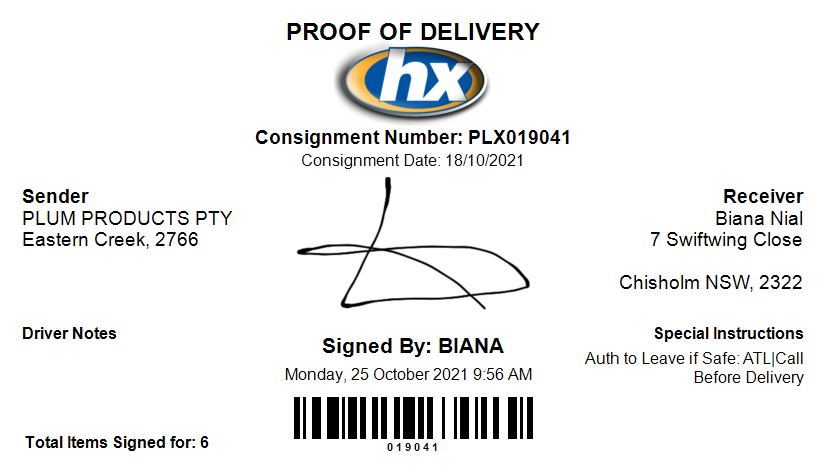 PROOF OF DELIVERY
hx
Consignment Number: PLX019041
Consignment Date: 18/10/2021
Sender
PLUM PRODUCTS PTY
Eastern Creek, 2766
Receiver
Biana Nial
7 Swiftwing Close
Chisholm NSW, 2322
Driver Notes
Signed By: BIANA
Monday, 25 October 2021 9:56 AM
Special Instructions
Auth to Leave if Safe: ATL|Call
Before Delivery
Total Items Signed for: 6
019041